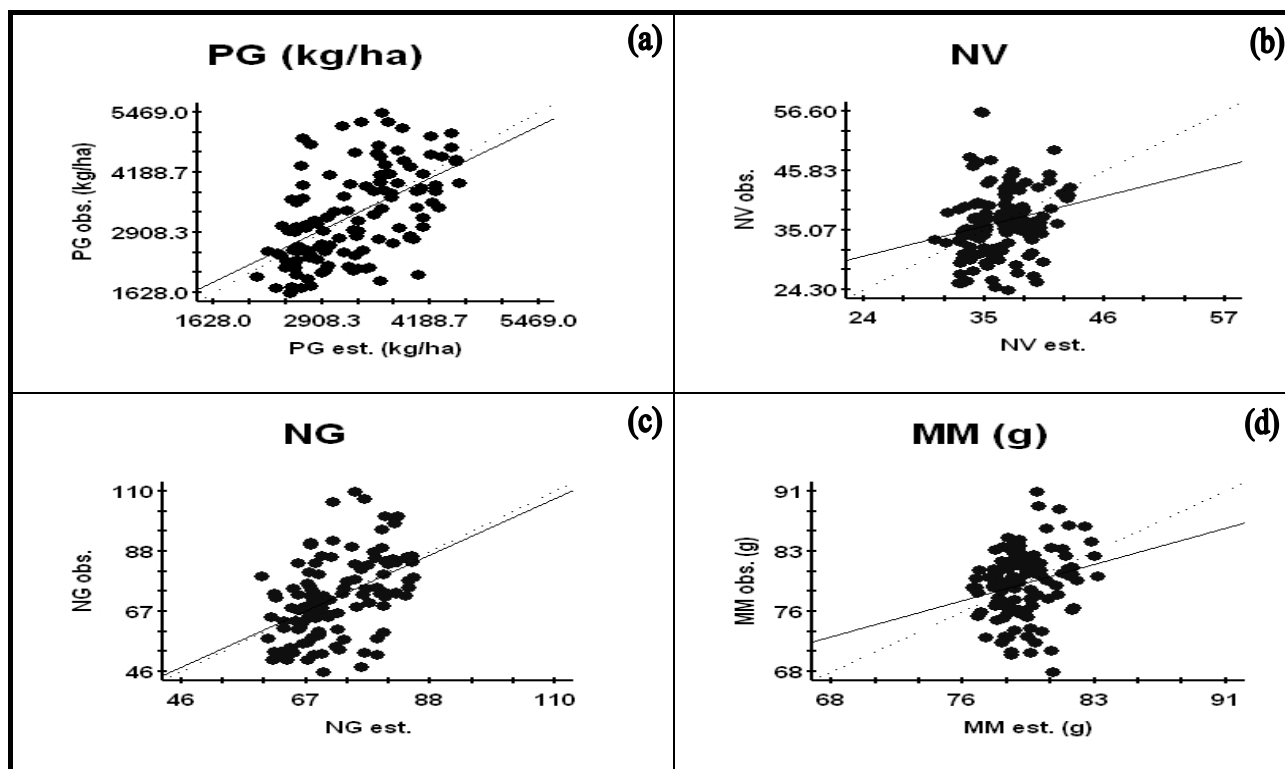 (a)
PG (kg/ha)
PG obs. (kg/ha)
5469.0
4188.7
2908.3
1628.0
1628.0 2908.3 4188.7 5469.0
PG est. (kg/ha)
(b)
NV
NV obs.
56.60
45.83
35.07
24.30
24 35 46 57
NV est.
(c)
NG
NG obs.
110
88
67
46
46 67 88 110
NG est.
(d)
MM (g)
MM obs. (g)
91
83
76
68
68 76 83 91
MM est. (g)